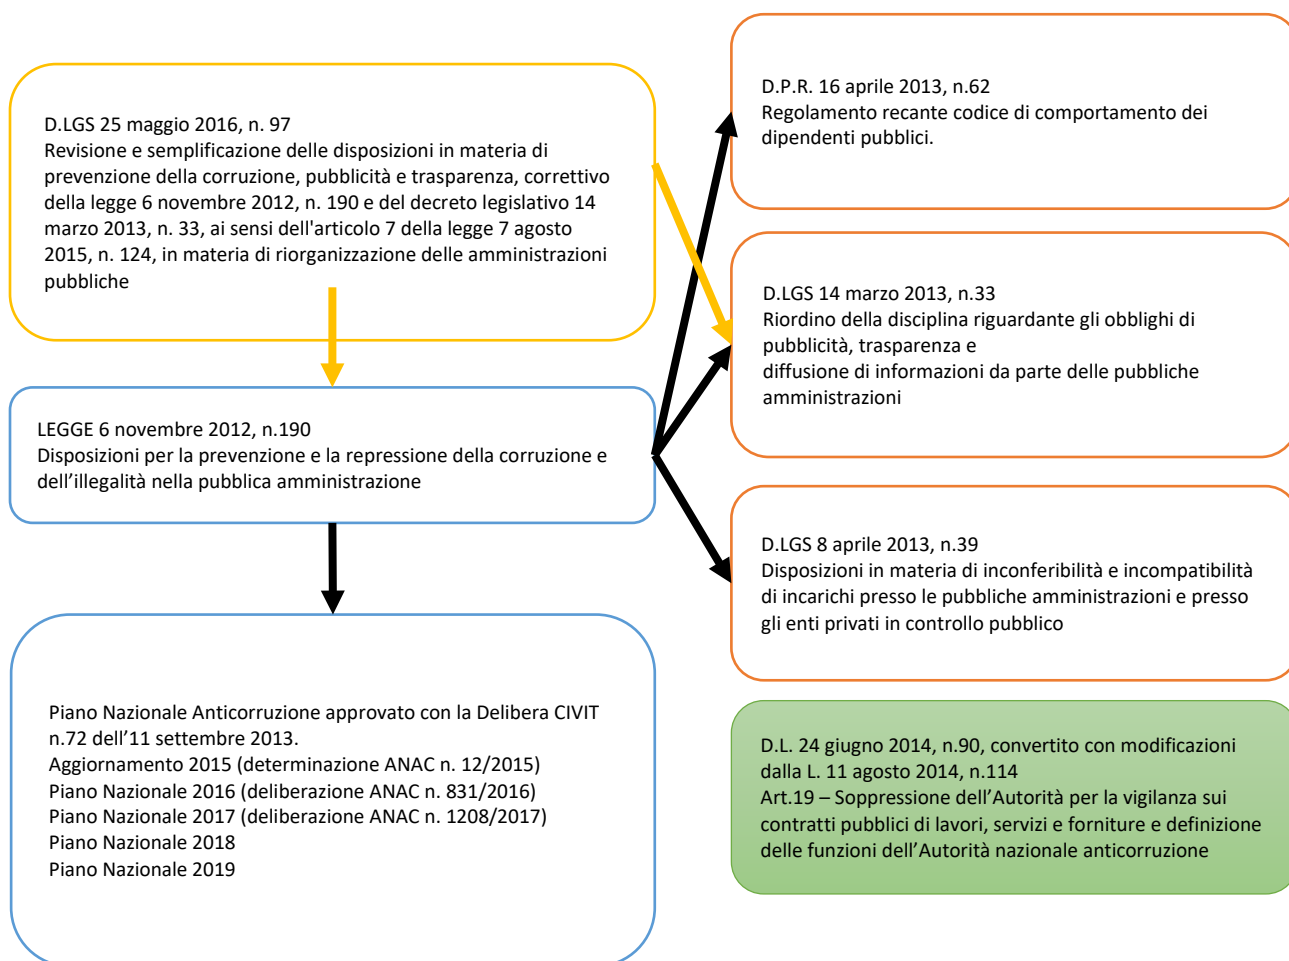 D.LGS 25 maggio 2016, n. 97
Revisione e semplificazione delle disposizioni in materia di
prevenzione della corruzione, pubblicità e trasparenza, correttivo
della legge 6 novembre 2012, n. 190 e del decreto legislativo 14
marzo 2013, n. 33, ai sensi dell'articolo 7 della legge 7 agosto
2015, n. 124, in materia di riorganizzazione delle amministrazioni
pubbliche
LEGGE 6 novembre 2012, n.190
Disposizioni per la prevenzione e la repressione della corruzione e
dell’illegalità nella pubblica amministrazione
Piano Nazionale Anticorruzione approvato con la Delibera CIVIT
n.72 dell’11 settembre 2013.
Aggiornamento 2015 (determinazione ANAC n. 12/2015)
Piano Nazionale 2016 (deliberazione ANAC n. 831/2016)
Piano Nazionale 2017 (deliberazione ANAC n. 1208/2017)
Piano Nazionale 2018
Piano Nazionale 2019
D.P.R. 16 aprile 2013, n.62
Regolamento recante codice di comportamento dei
dipendenti pubblici.
D.LGS 14 marzo 2013, n.33
Riordino della disciplina riguardante gli obblighi di
pubblicità, trasparenza e
diffusione di informazioni da parte delle pubbliche
amministrazioni
D.LGS 8 aprile 2013, n.39
Disposizioni in materia di inconferibilità e incompatibilità
di incarichi presso le pubbliche amministrazioni e presso
gli enti privati in controllo pubblico
D.L. 24 giugno 2014, n.90, convertito con modificazioni
dalla L. 11 agosto 2014, n.114
Art.19 – Soppressione dell’Autorità per la vigilanza sui
contratti pubblici di lavori, servizi e forniture e definizione
delle funzioni dell’Autorità nazionale anticorruzione